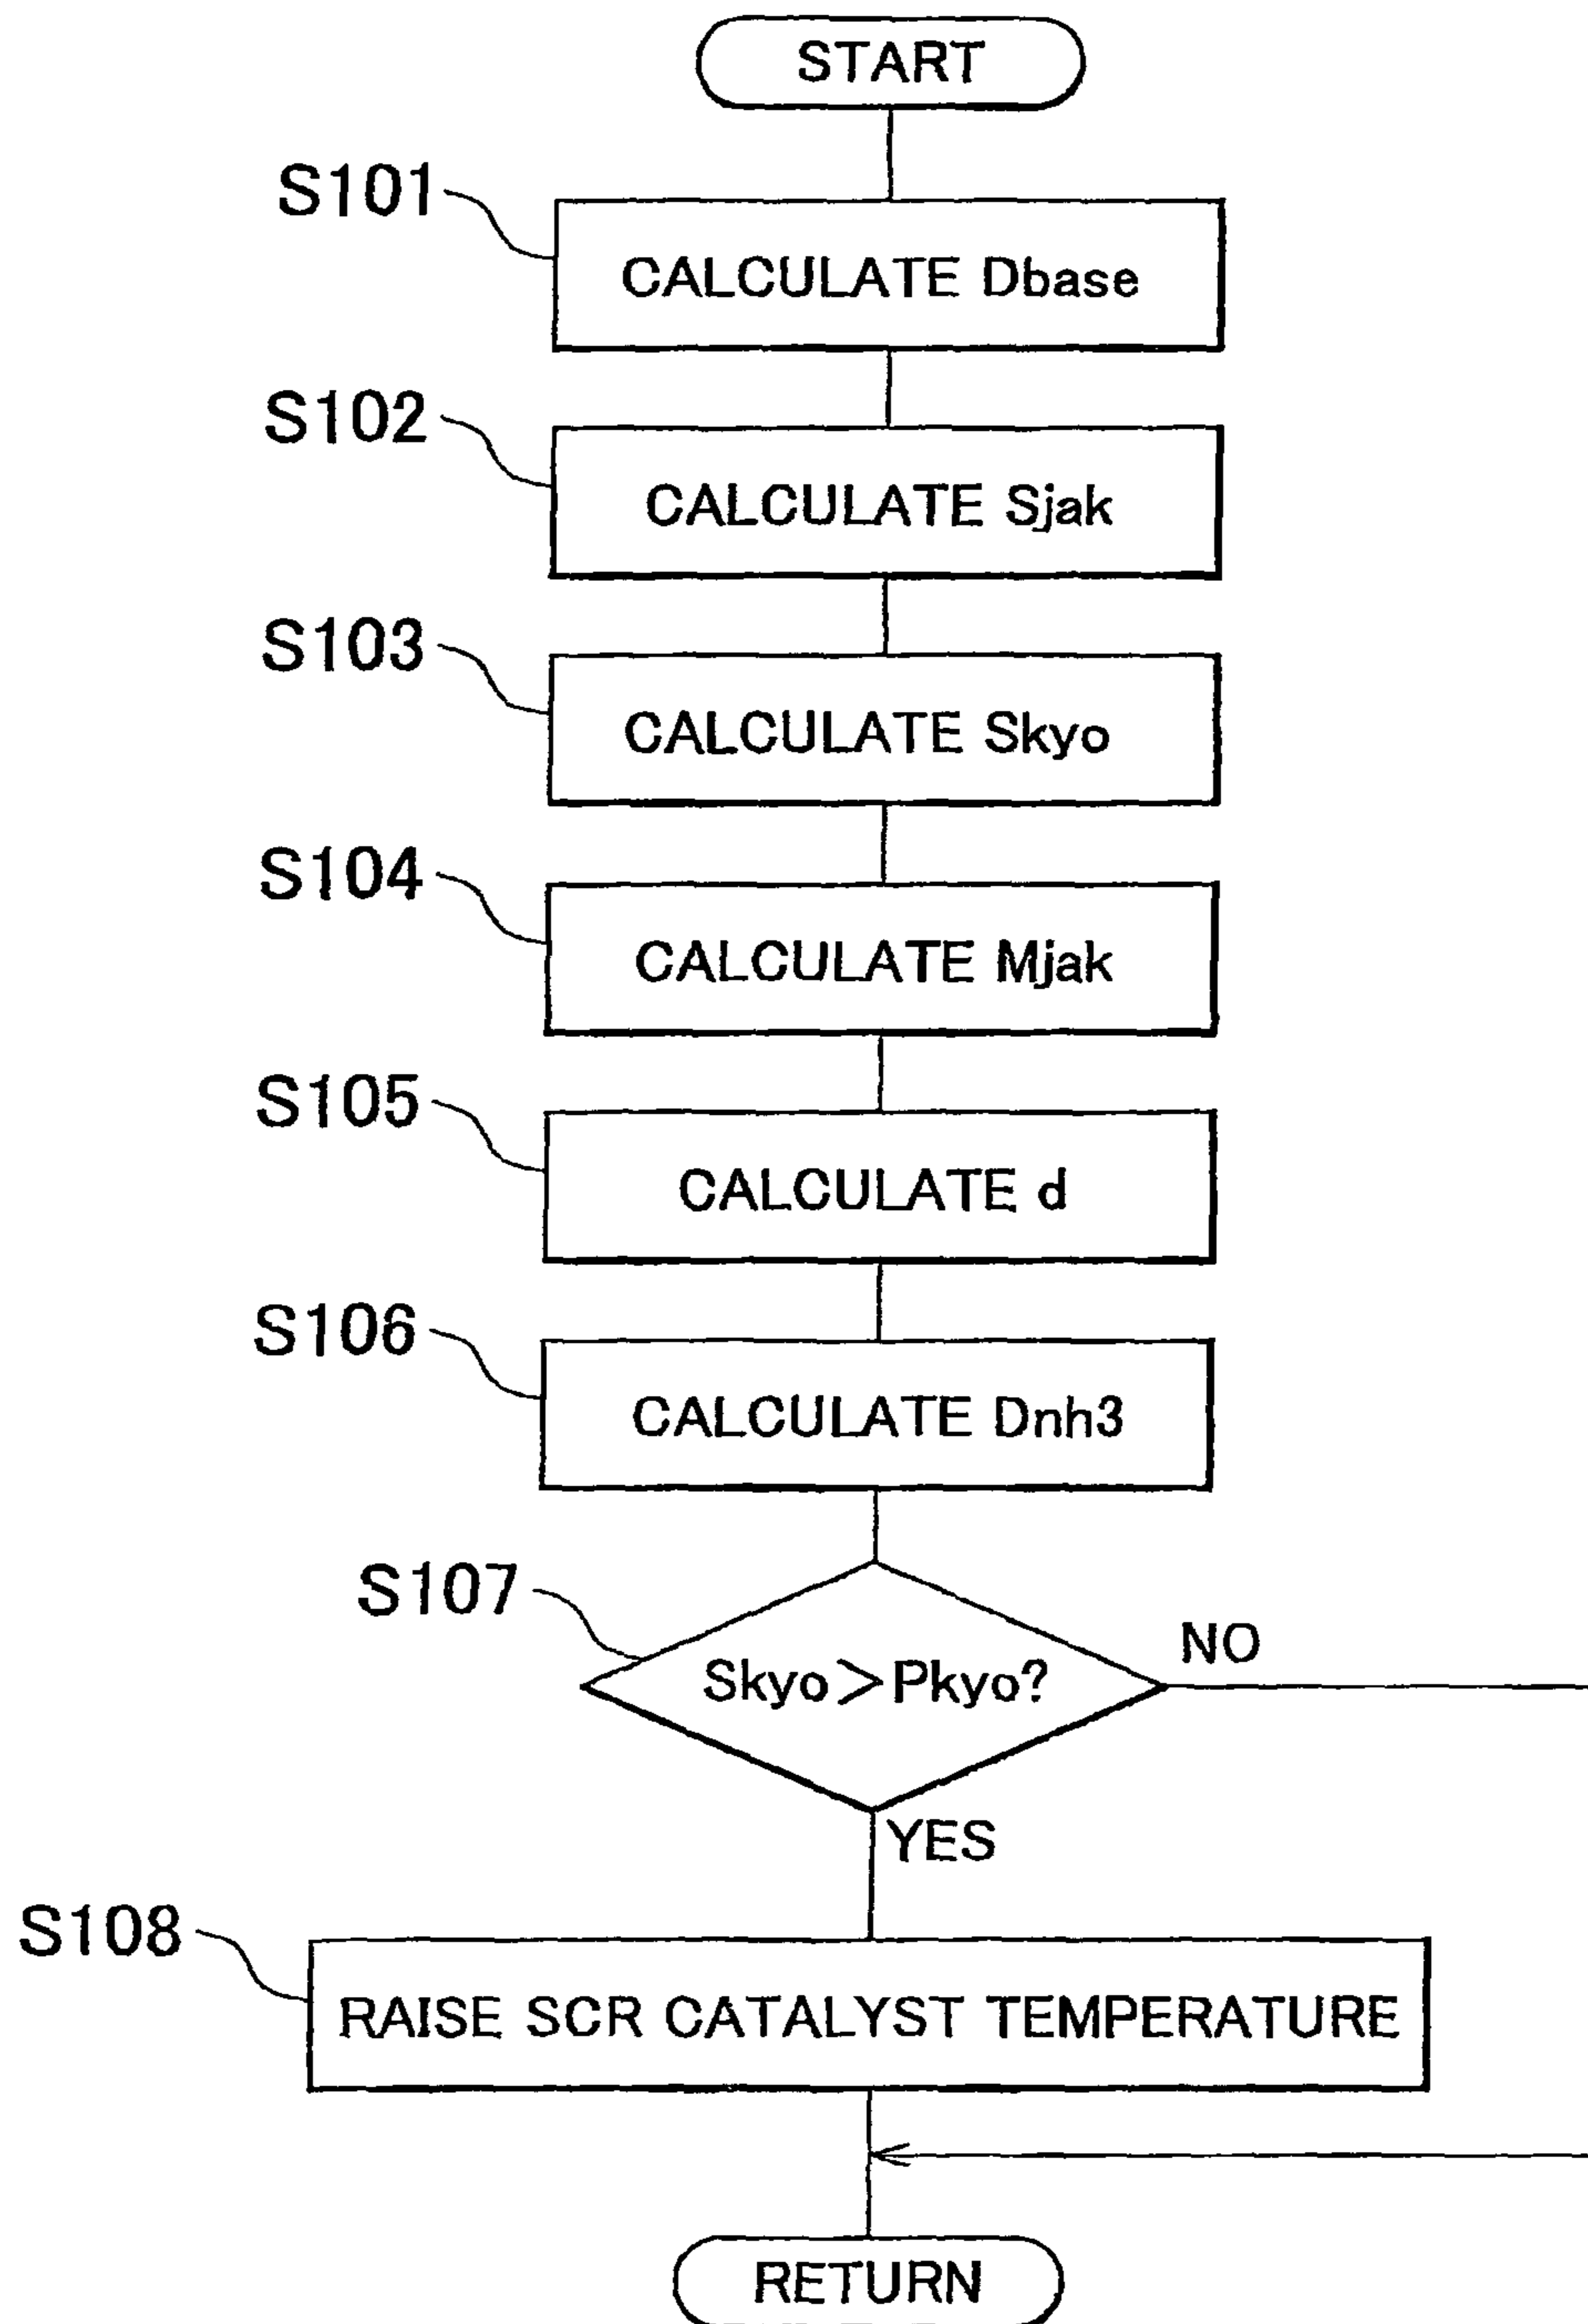 START
S101
CALCULATE Dbase
S102
CALCULATE Sjak
S103
CALCULATE Skyo
S104
CALCULATE Mjak
S105
CALCULATE d
S106
CALCULATE Dnh3
S107
Skyo＞Pkyo?
NO
YES
S108
RAISE SCR CATALYST TEMPERATURE
RETURN